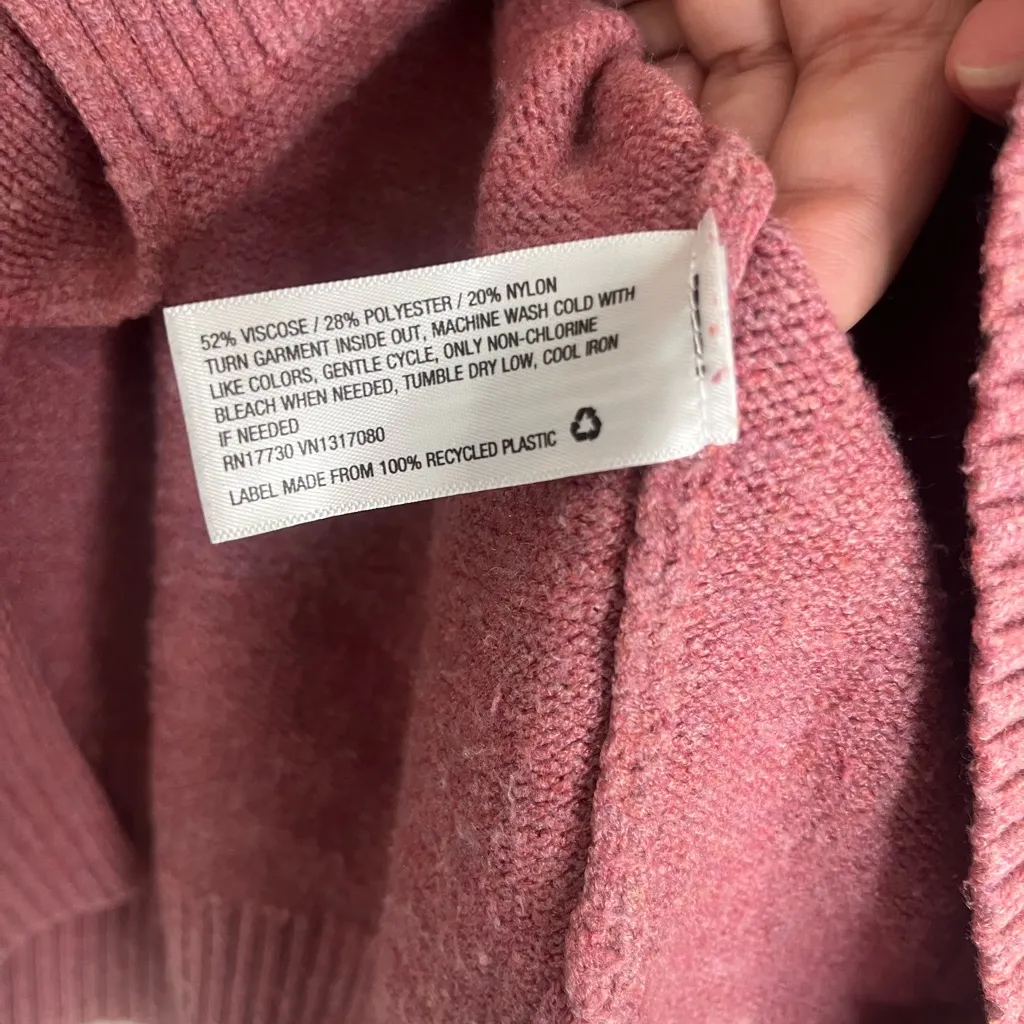 52% VISCOSE / 28% POLYESTER / 20% NYLON
TURN GARMENT INSIDE OUT, MACHINE WASH COLD WITH
LIKE COLORS, GENTLE CYCLE, ONLY NON-CHLORINE
BLEACH WHEN NEEDED, TUMBLE DRY LOW, COOL IRON
IF NEEDED
RN17730 VN1317080
LABEL MADE FROM 100% RECYCLED PLASTIC